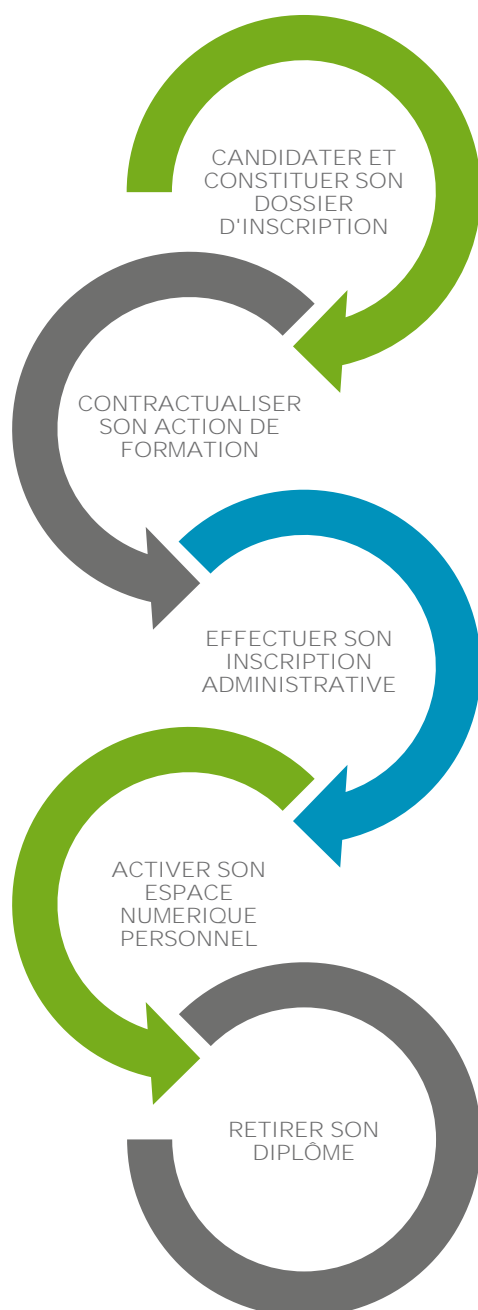 CANDIDATER ET
CONSTITUER SON
DOSSIER
D'INSCRIPTION
CONTRACTUALISER
SON ACTION DE
FORMATION
EFFECTUER SON
INSCRIPTION
ADMINISTRATIVE
ACTIVER SON
ESPACE
NUMERIQUE
PERSONNEL
RETIRER SON
DIPLÔME